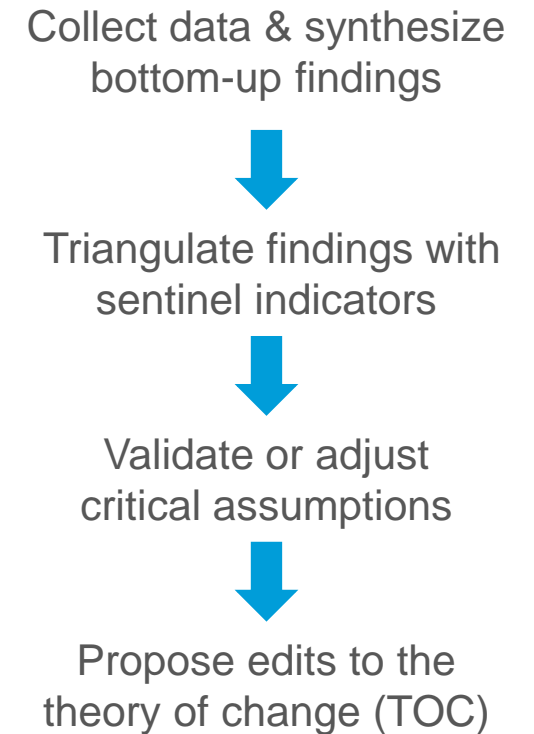 Collect data & synthesize
bottom-up findings
Triangulate findings with
sentinel indicators
Validate or adjust
critical assumptions
Propose edits to the
theory of change (TOC)